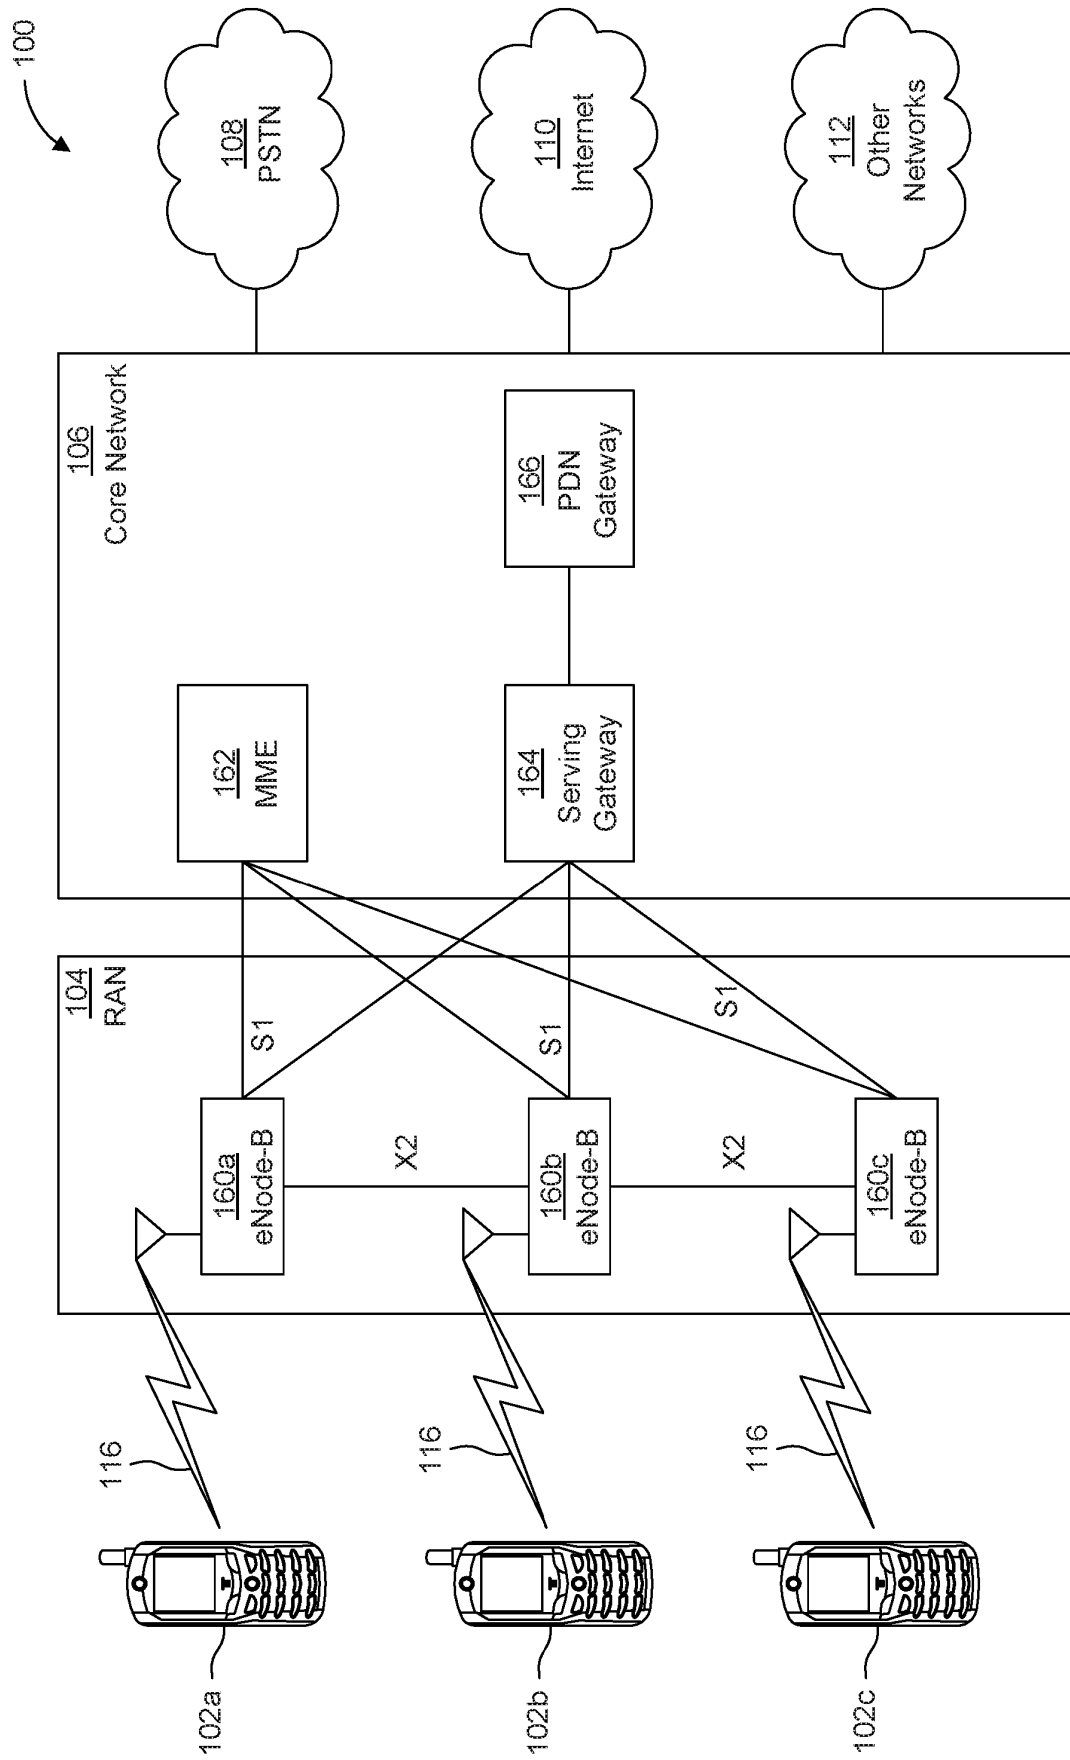 100
108
PSTN
110
Internet
112
Other
Networks
106
Core Network
162
MME
164
Serving
Gateway
166
PDN
Gateway
104
RAN
S1
S1
S1
160a
eNode-B
X2
160b
eNode-B
X2
160c
eNode-B
116
116
116
102a
102b
102c